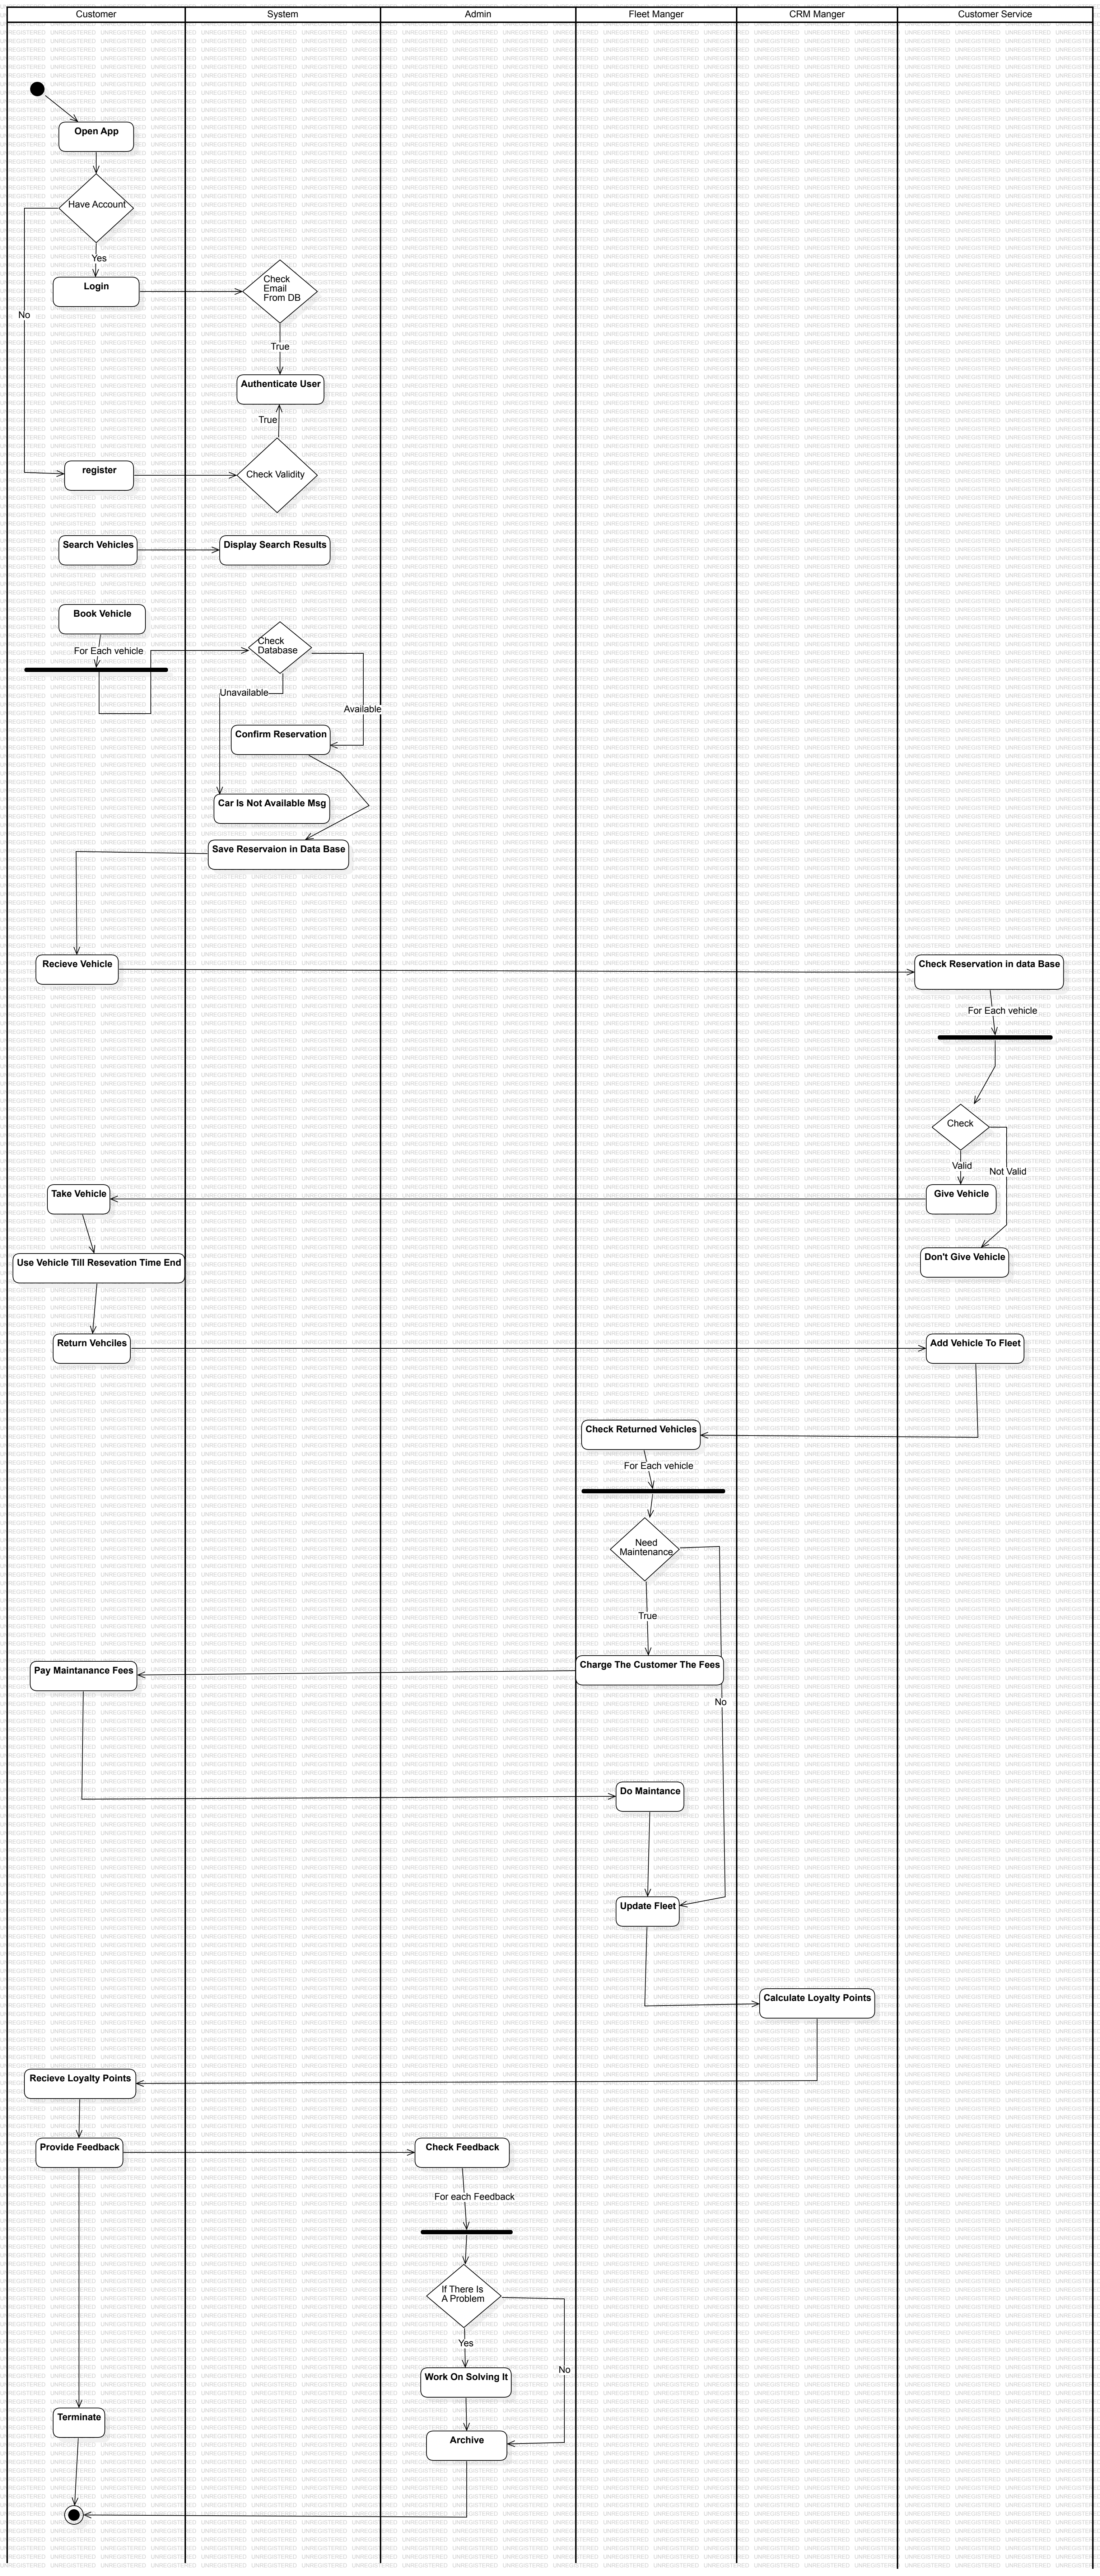 Customer
System
Admin
Fleet Manger
CRM Manger
Customer Service
Open App
Have Account
Yes
Login
Check
Email
From DB
No
True
Authenticate User
True
register
Check Validity
Search Vehicles
Display Search Results
Book Vehicle
For Each vehicle
Check
Database
Unavailable
Available
Confirm Reservation
Car Is Not Available Msg
Save Reservaion in Data Base
Recieve Vehicle
Check Reservation in data Base
For Each vehicle
Check
Valid
Not Valid
Take Vehicle
Give Vehicle
Use Vehicle Till Resevation Time End
Don't Give Vehicle
Return Vehciles
Add Vehicle To Fleet
Check Returned Vehicles
For Each vehicle
Need
Maintenance
True
Charge The Customer The Fees
Pay Maintanance Fees
No
Do Maintance
Update Fleet
Calculate Loyalty Points
Recieve Loyalty Points
Provide Feedback
Check Feedback
For each Feedback
If There Is
A Problem
Yes
No
Work On Solving It
Terminate
Archive
UNREGISTERED